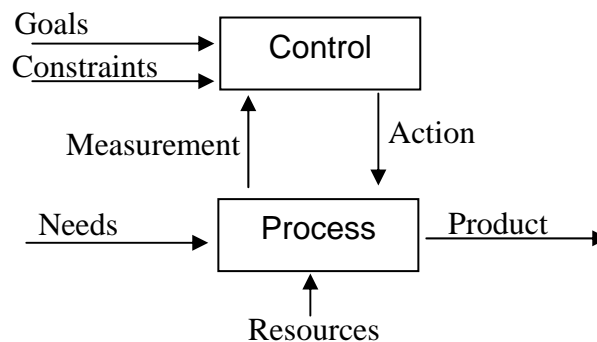 Goals
Control
Constraints
Measurement
Action
Needs
Process
Product
Resources